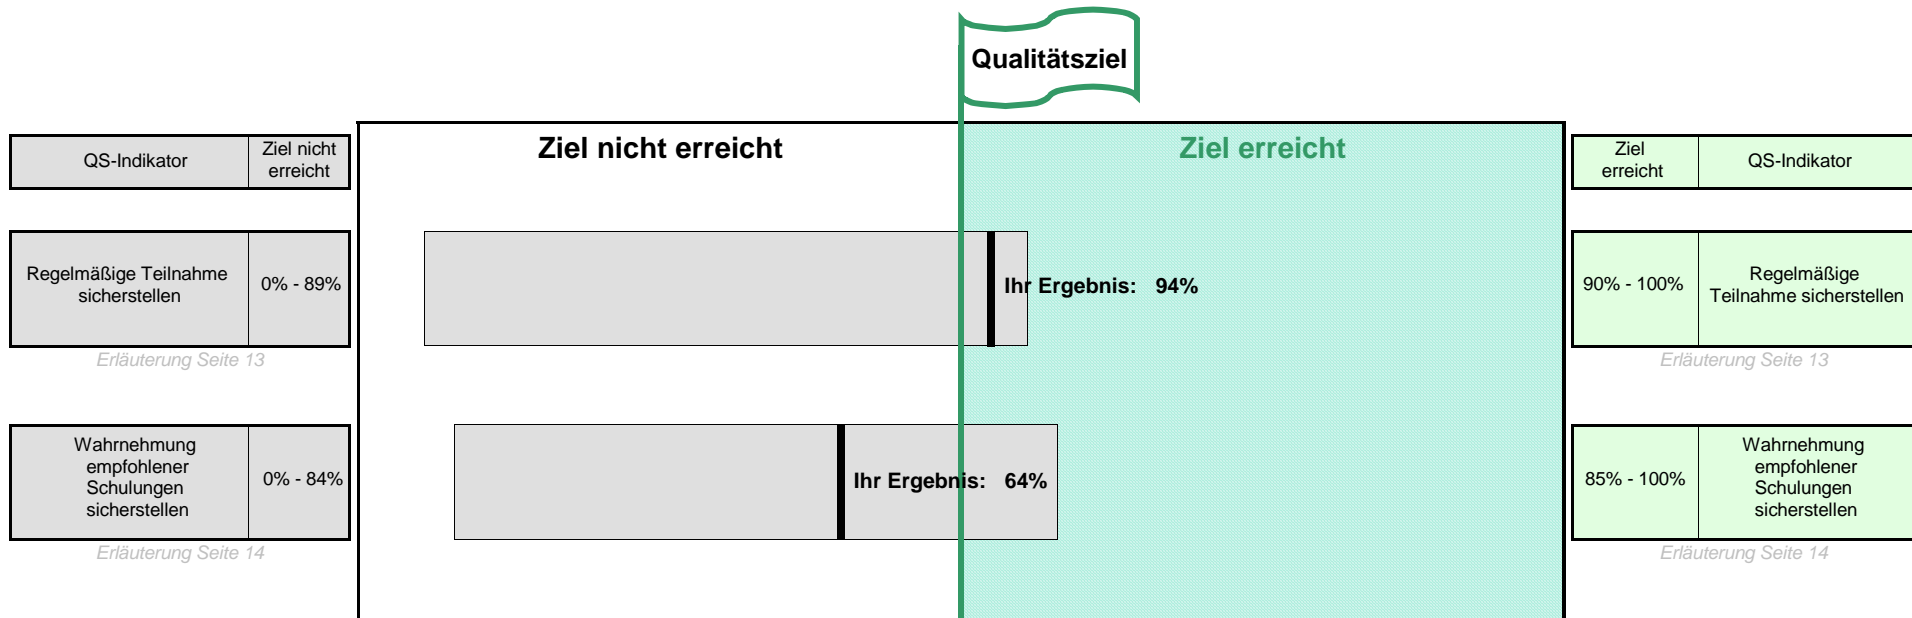 Qualitätsziel
QS-Indikator
Ziel nicht
erreicht
Ziel nicht erreicht
Ziel erreicht
Ziel
erreicht
QS-Indikator
Regelmäßige Teilnahme
sicherstellen
0% - 89%
Ihr Ergebnis: 94%
90% - 100%
Regelmäßige
Teilnahme sicherstellen
Erläuterung Seite 13
Erläuterung Seite 13
Wahrnehmung
empfohlener
Schulungen
sicherstellen
0% - 84%
Ihr Ergebnis: 64%
85% - 100%
Wahrnehmung
empfohlener
Schulungen
sicherstellen
Erläuterung Seite 14
Erläuterung Seite 14